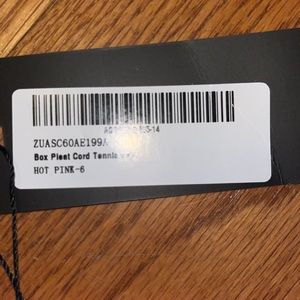 ZUASC60AE199A
Box Pleat Cord Tennis
HOT PINK-6